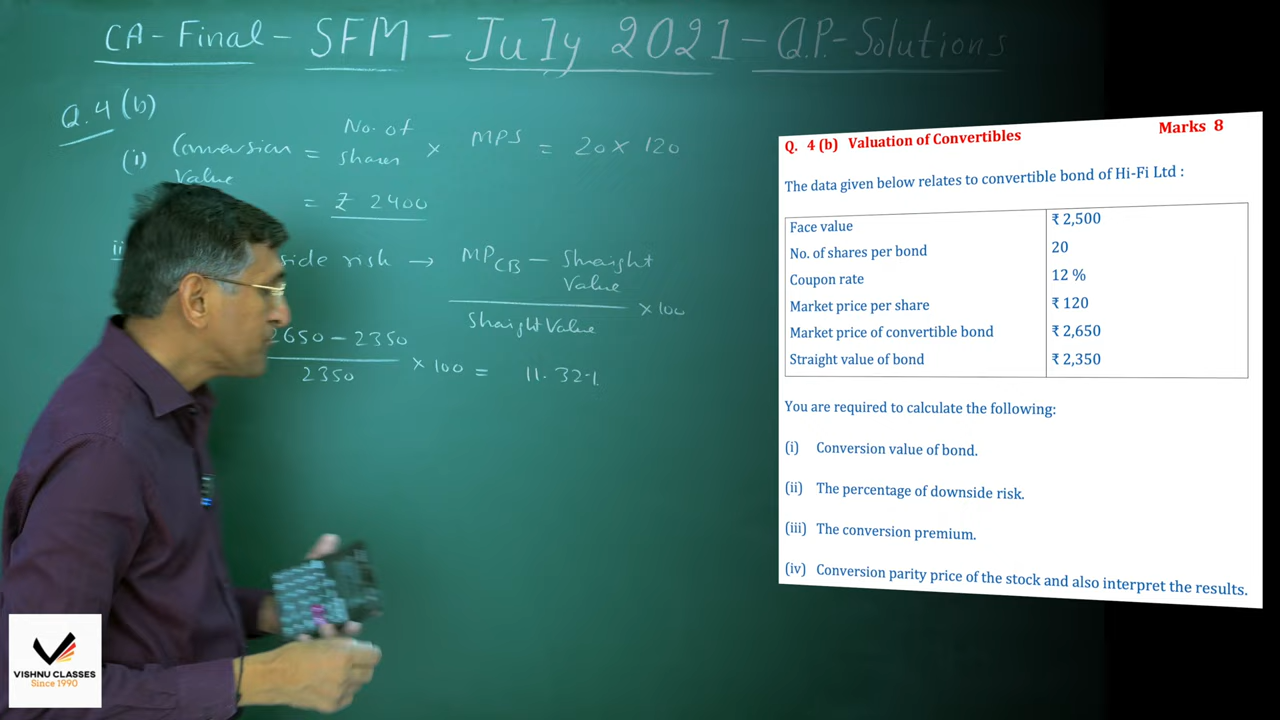 CA-Final - SFM - July 2021 - Q.P.-Solutions
Q.4 (b)
(i) Conversion Value = No. of shares × MPS = 20 × 120
= ₹ 2400
ii side risk → MPCB - Straight Value
Straight Value × 100
2650 - 2350
2350 × 100 = 11.32%
Q. 4 (b) Valuation of Convertibles Marks 8
The data given below relates to convertible bond of Hi-Fi Ltd :
Face value ₹ 2,500
No. of shares per bond 20
Coupon rate 12 %
Market price per share ₹ 120
Market price of convertible bond ₹ 2,650
Straight value of bond ₹ 2,350
You are required to calculate the following:
(i) Conversion value of bond.
(ii) The percentage of downside risk.
(iii) The conversion premium.
(iv) Conversion parity price of the stock and also interpret the results.
VISHNU CLASSES
Since 1990